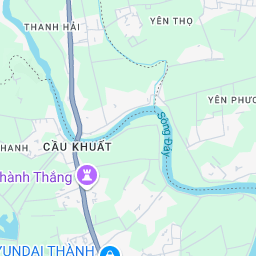 THANH HẢI
YÊN THỌ
YÊN PHƯƠ
Sông Đáy
HANH
CẦU KHUẤT
hành Thắng
YUNDAI THÀNH